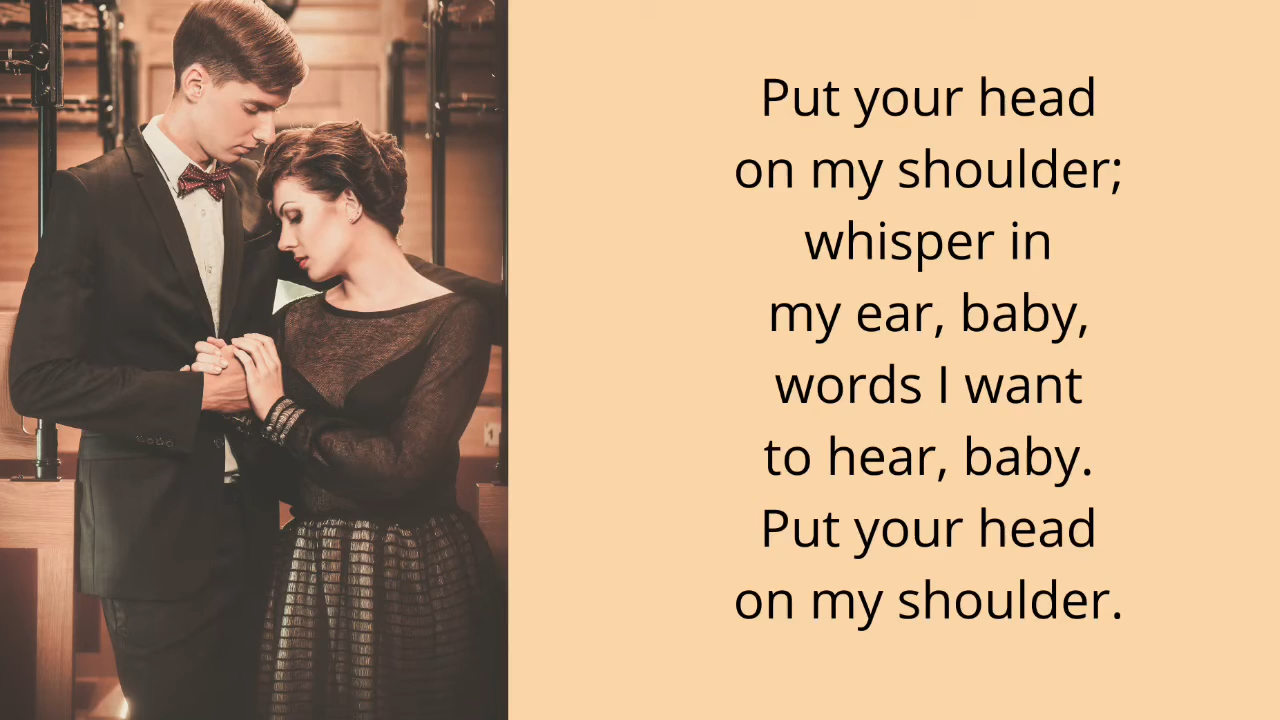 Put your head
on my shoulder;
whisper in
my ear, baby,
words I want
to hear, baby.
Put your head
on my shoulder.